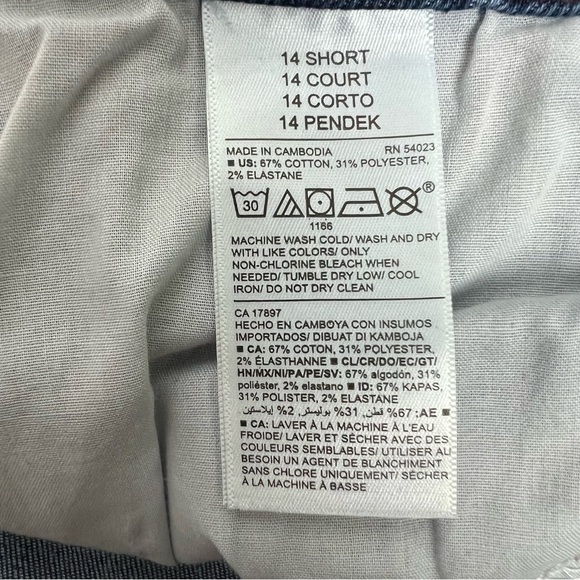 14 SHORT
14 COURT
14 CORTO
14 PENDEK
MADE IN CAMBODIA RN 54023
■ US: 67% COTTON, 31% POLYESTER,
2% ELASTANE
30 ®
1166
MACHINE WASH COLD/ WASH AND DRY
WITH LIKE COLORS/ ONLY
NON-CHLORINE BLEACH WHEN
NEEDED/ TUMBLE DRY LOW/ COOL
IRON/ DO NOT DRY CLEAN
CA 17897
HECHO EN CAMBOYA CON INSUMOS
IMPORTADOS/ DIBUAT DI KAMBOJA
■ CA: 67% COTON, 31% POLYESTER,
2% ÉLASTHANNE ■ CL/CR/DO/EC/GT/
HN/MX/NI/PA/PE/SV: 67% algodón, 31%
poliéster, 2% elastano ■ ID: 67% KAPAS,
31% POLISTER, 2% ELASTANE
■ AE: 67% قطن, 31% بوليستر, 2% إيلاستين
■ CA: LAVER À LA MACHINE À L'EAU
FROIDE/ LAVER ET SÉCHER AVEC DES
COULEURS SEMBLABLES/ UTILISER AU
BESOIN UN AGENT DE BLANCHIMENT
SANS CHLORE UNIQUEMENT/ SÉCHER
À LA MACHINE À BASSE